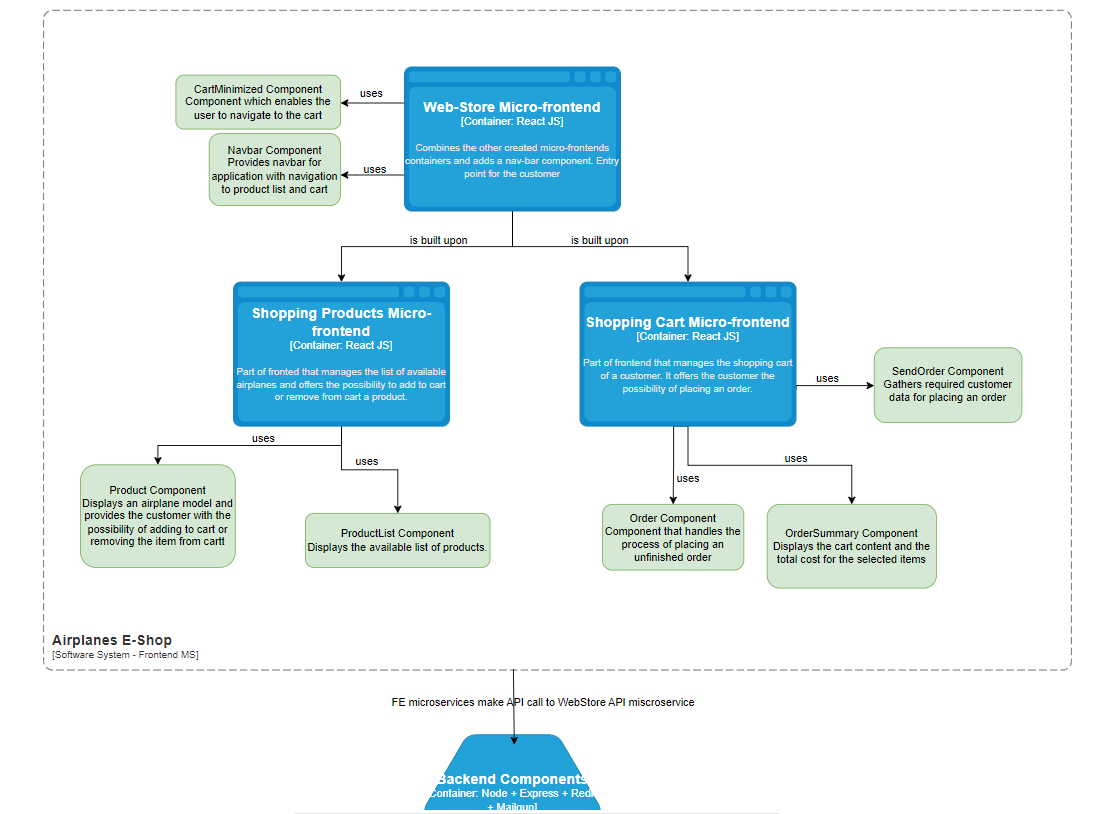 CartMinimized Component
Component which enables the
user to navigate to the cart
uses
Web-Store Micro-frontend
[Container: React JS]
Combines the other created micro-frontends
containers and adds a nav-bar component. Entry
point for the customer
Navbar Component
Provides navbar for
application with navigation
to product list and cart
uses
is built upon
is built upon
Shopping Products Micro-
frontend
[Container: React JS]
Part of fronted that manages the list of available
airplanes and offers the possibility to add to cart
or remove from cart a product.
Shopping Cart Micro-frontend
[Container: React JS]
Part of frontend that manages the shopping cart
of a customer. It offers the customer the
possibility of placing an order.
uses
SendOrder Component
Gathers required customer
data for placing an order
uses
uses
uses
uses
Product Component
Displays an airplane model and
provides the customer with the
possibility of adding to cart or
removing the item from cartt
ProductList Component
Displays the available list of products.
Order Component
Component that handles the
process of placing an
unfinished order
OrderSummary Component
Displays the cart content and the
total cost for the selected items
Airplanes E-Shop
[Software System - Frontend MS]
FE microservices make API call to WebStore API miscroservice
Backend Components
Container: Node + Express + Redi
+ Mailgun]